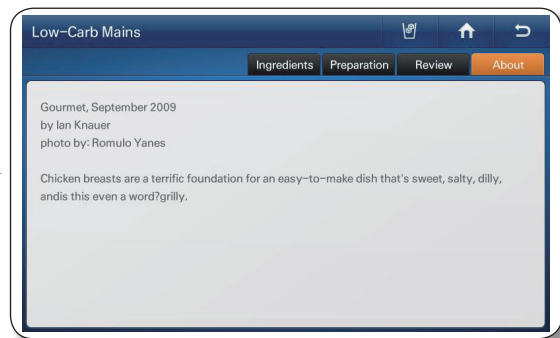 Low-Carb Mains
Ingredients Preparation Review About
Gourmet, September 2009
by Ian Knauer
photo by: Romulo Yanes
Chicken breasts are a terrific foundation for an easy-to-make dish that's sweet, salty, dilly,
andis this even a word?grilly.